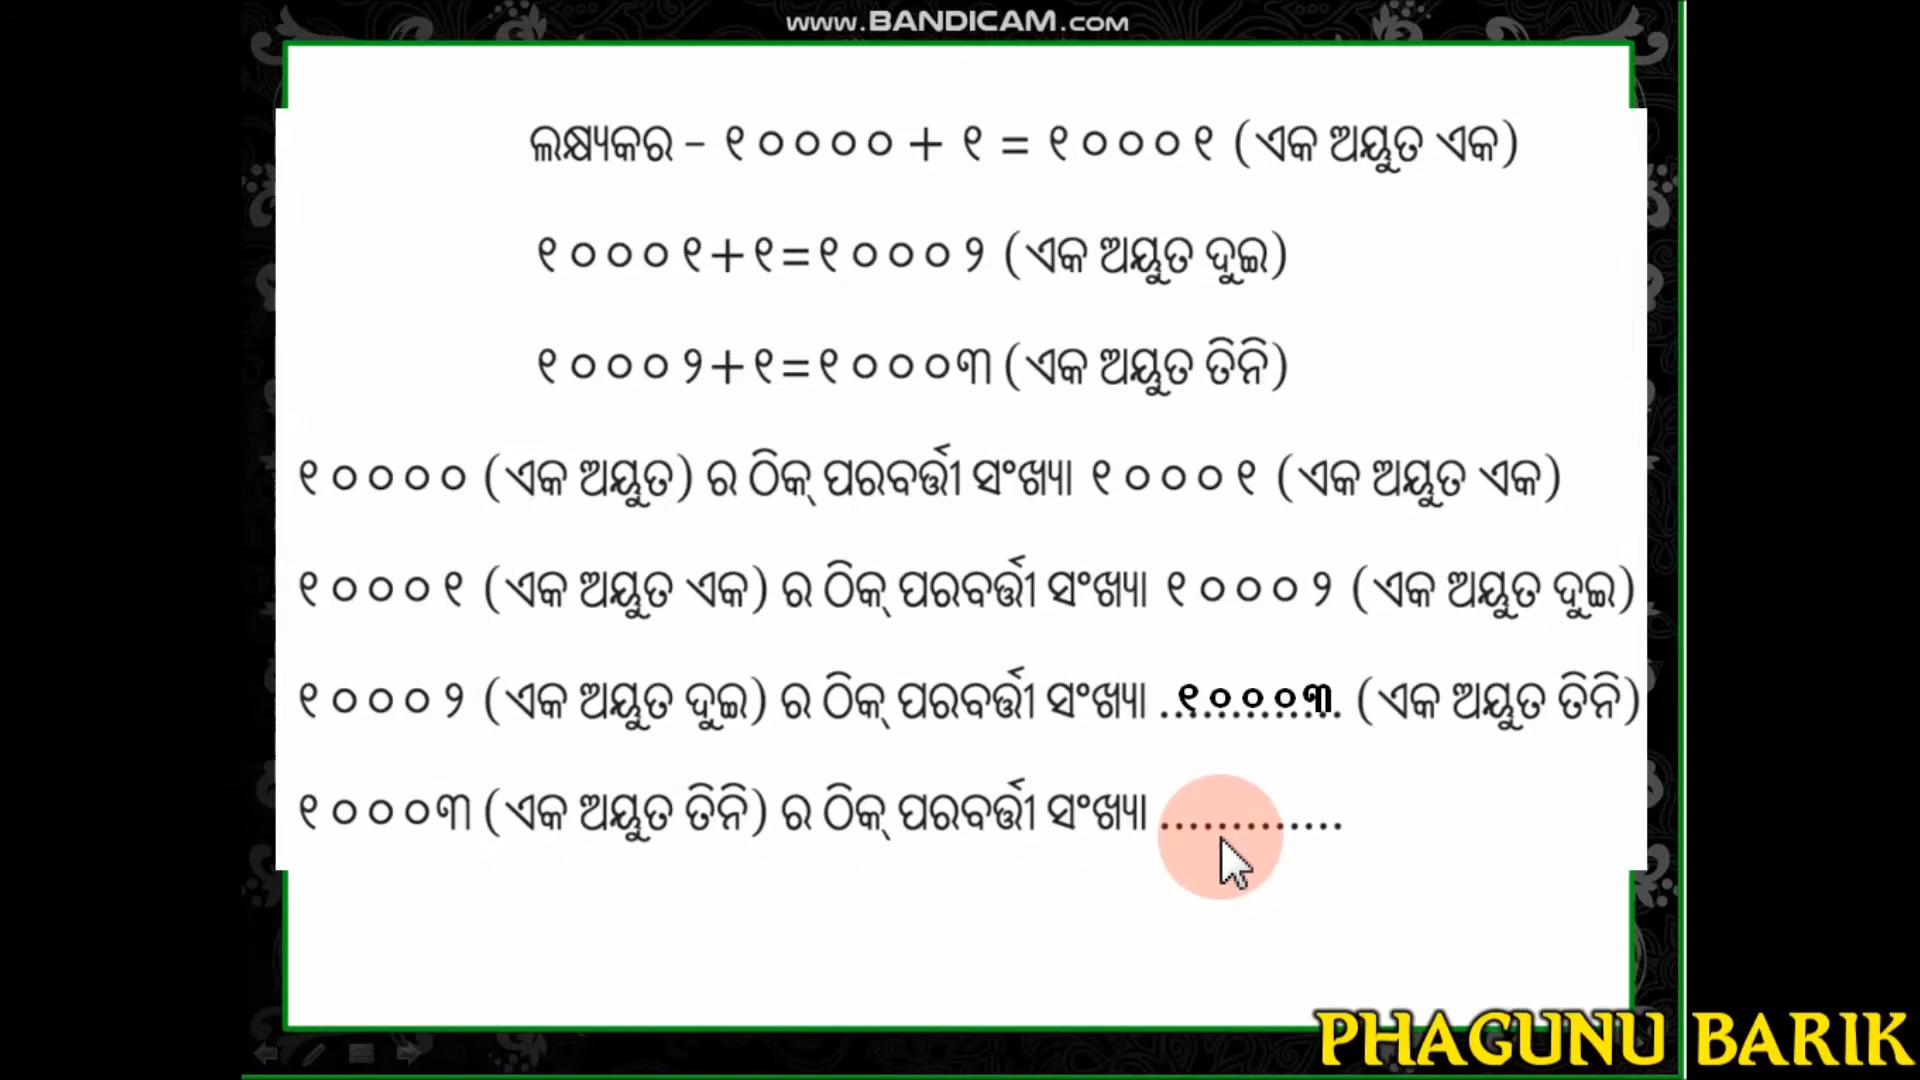 www.BANDICAM.COM
ଲକ୍ଷ୍ୟକର - ୧୦୦୦୦ + ୧ = ୧୦୦୦୧ (ଏକ ଅୟୁତ ଏକ)
୧୦୦୦୧+୧=୧୦୦୦୨ (ଏକ ଅୟୁତ ଦୁଇ)
୧୦୦୦୨+୧=୧୦୦୦୩ (ଏକ ଅୟୁତ ତିନି)
୧୦୦୦୦ (ଏକ ଅୟୁତ) ର ଠିକ୍ ପରବର୍ତ୍ତୀ ସଂଖ୍ୟା ୧୦୦୦୧ (ଏକ ଅୟୁତ ଏକ)
୧୦୦୦୧ (ଏକ ଅୟୁତ ଏକ) ର ଠିକ୍ ପରବର୍ତ୍ତୀ ସଂଖ୍ୟା ୧୦୦୦୨ (ଏକ ଅୟୁତ ଦୁଇ)
୧୦୦୦୨ (ଏକ ଅୟୁତ ଦୁଇ) ର ଠିକ୍ ପରବର୍ତ୍ତୀ ସଂଖ୍ୟା ୧୦୦୦୩ (ଏକ ଅୟୁତ ତିନି)
୧୦୦୦୩ (ଏକ ଅୟୁତ ତିନି) ର ଠିକ୍ ପରବର୍ତ୍ତୀ ସଂଖ୍ୟା .............
PHAGUNU BARIK